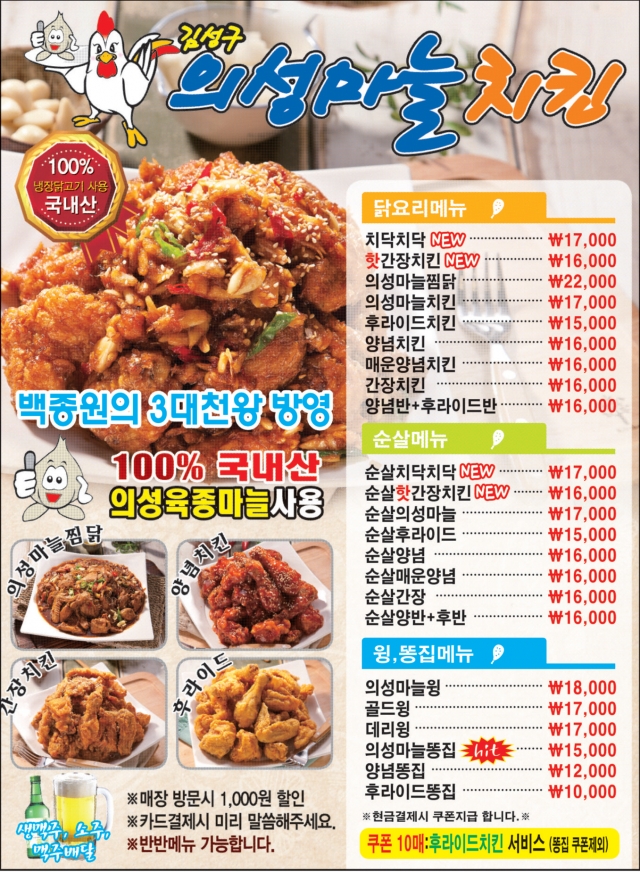 김성구
의성마늘치킨
100%
냉장닭고기 사용
국내산
백종원의 3대천왕 방영
100% 국내산
의성육종마늘사용
의성마늘찜닭
양념치킨
간장치킨
후라이드
생맥주, 소주,
맥주배달
※매장 방문시 1,000원 할인
※카드결제시 미리 말씀해주세요.
※반반메뉴 가능합니다.
닭요리메뉴
치닥치닥 NEW ₩17,000
핫간장치킨 NEW ₩16,000
의성마늘찜닭 ₩22,000
의성마늘치킨 ₩17,000
후라이드치킨 ₩15,000
양념치킨 ₩16,000
매운양념치킨 ₩16,000
간장치킨 ₩16,000
양념반+후라이드반 ₩16,000
순살메뉴
순살치닥치닥 NEW ₩17,000
순살핫간장치킨 NEW ₩16,000
순살의성마늘 ₩17,000
순살후라이드 ₩15,000
순살양념 ₩16,000
순살매운양념 ₩16,000
순살간장 ₩16,000
순살양반+후반 ₩16,000
윙,똥집메뉴
의성마늘윙 ₩18,000
골드윙 ₩17,000
데리윙 ₩17,000
의성마늘똥집 hit ₩15,000
양념똥집 ₩12,000
후라이드똥집 ₩10,000
※현금결제시 쿠폰지급 합니다.※
쿠폰 10매:후라이드치킨 서비스 (똥집 쿠폰제외)